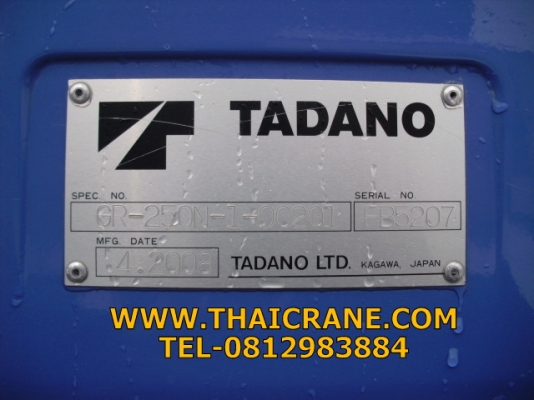 TADANO
SPEC. NO.
SERIAL NO
GR-250N-1-00201
FB5207
MFG. DATE
4.2008
TADANO LTD. KAGAWA, JAPAN
WWW.THAICRANE.COM
TEL-0812983884